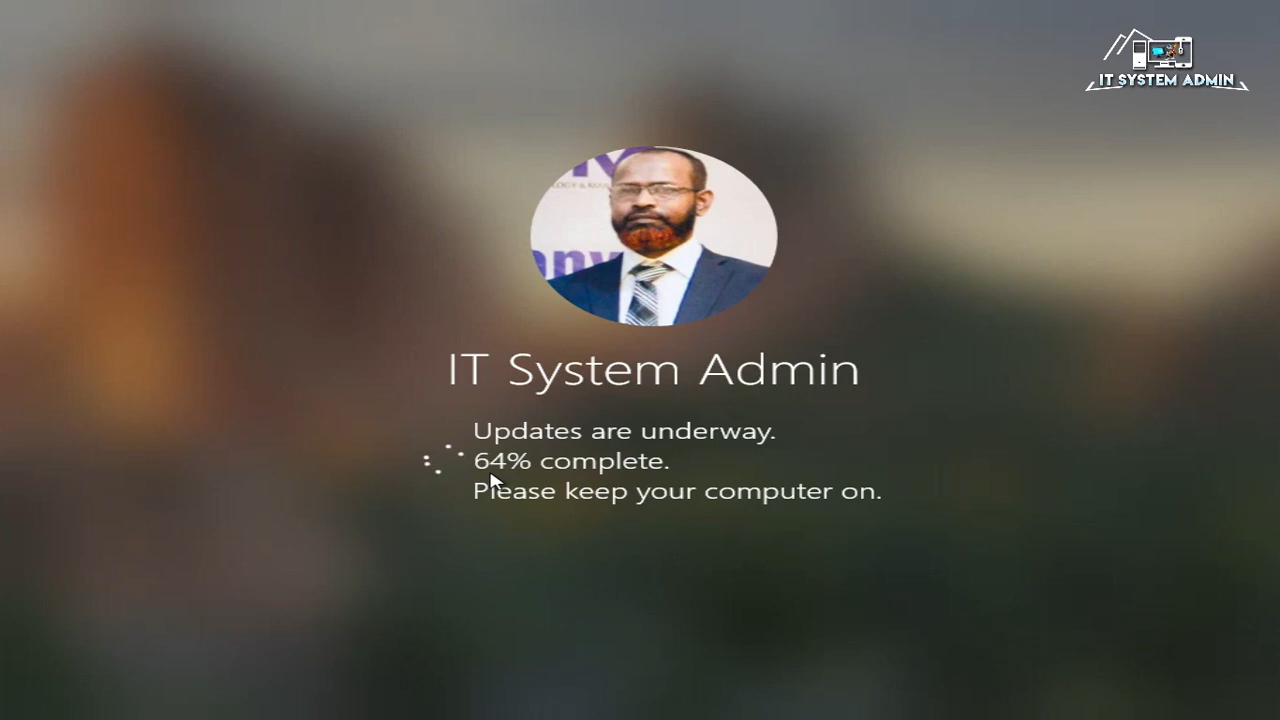 IT SYSTEM ADMIN
IT System Admin
Updates are underway.
64% complete.
Please keep your computer on.